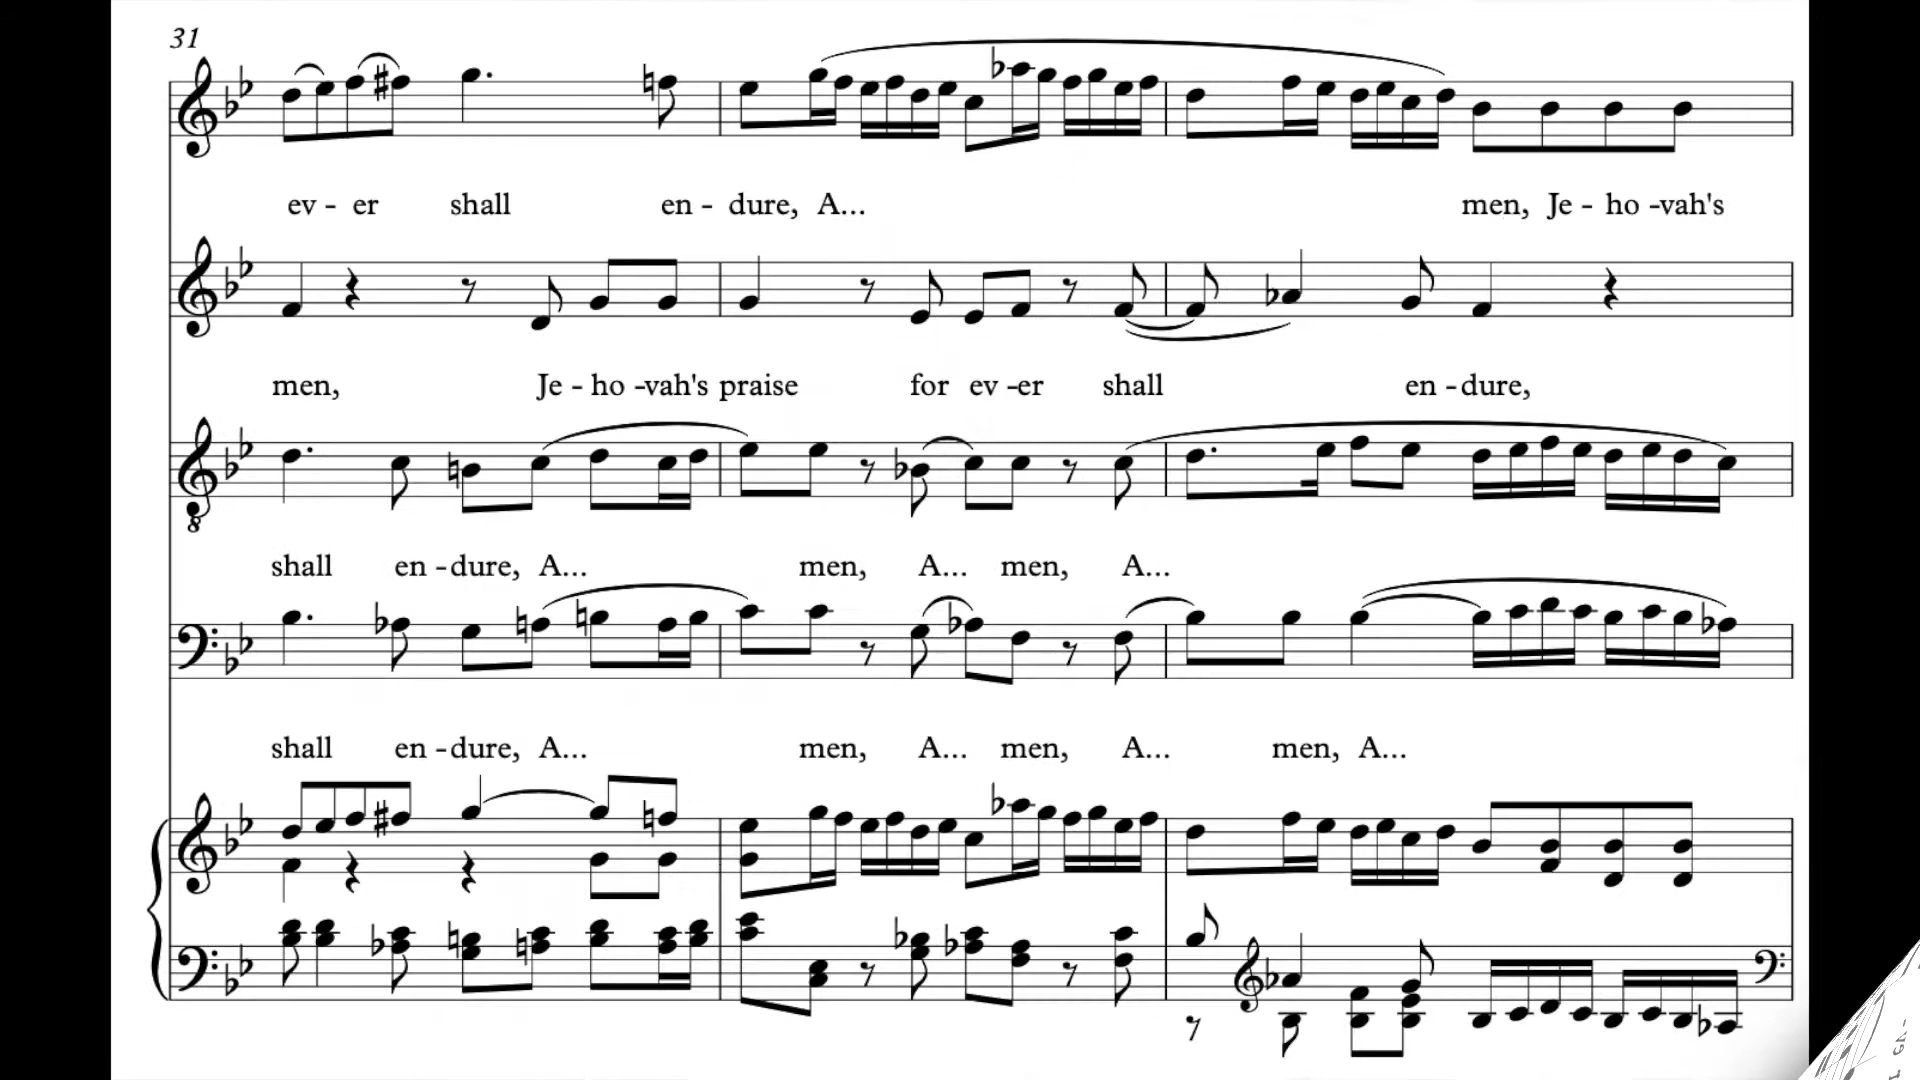 31
ev - er shall en - dure, A... men, Je - ho -vah's
men, Je - ho -vah's praise for ev -er shall en -dure,
8
shall en -dure, A... men, A... men, A...
shall en -dure, A... men, A... men, A... men, A...